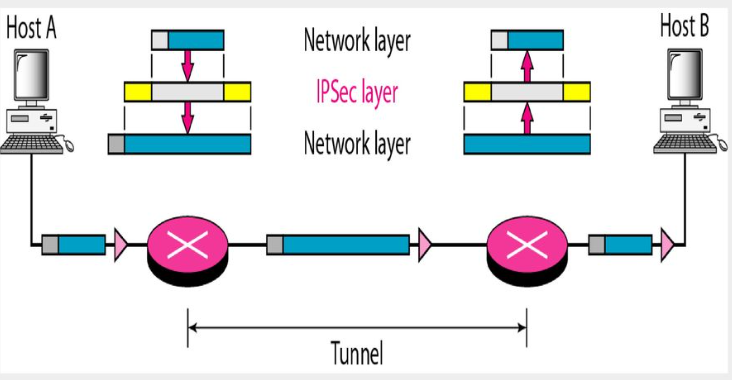 Host A
Host B
Network layer
IPSec layer
Network layer
Tunnel